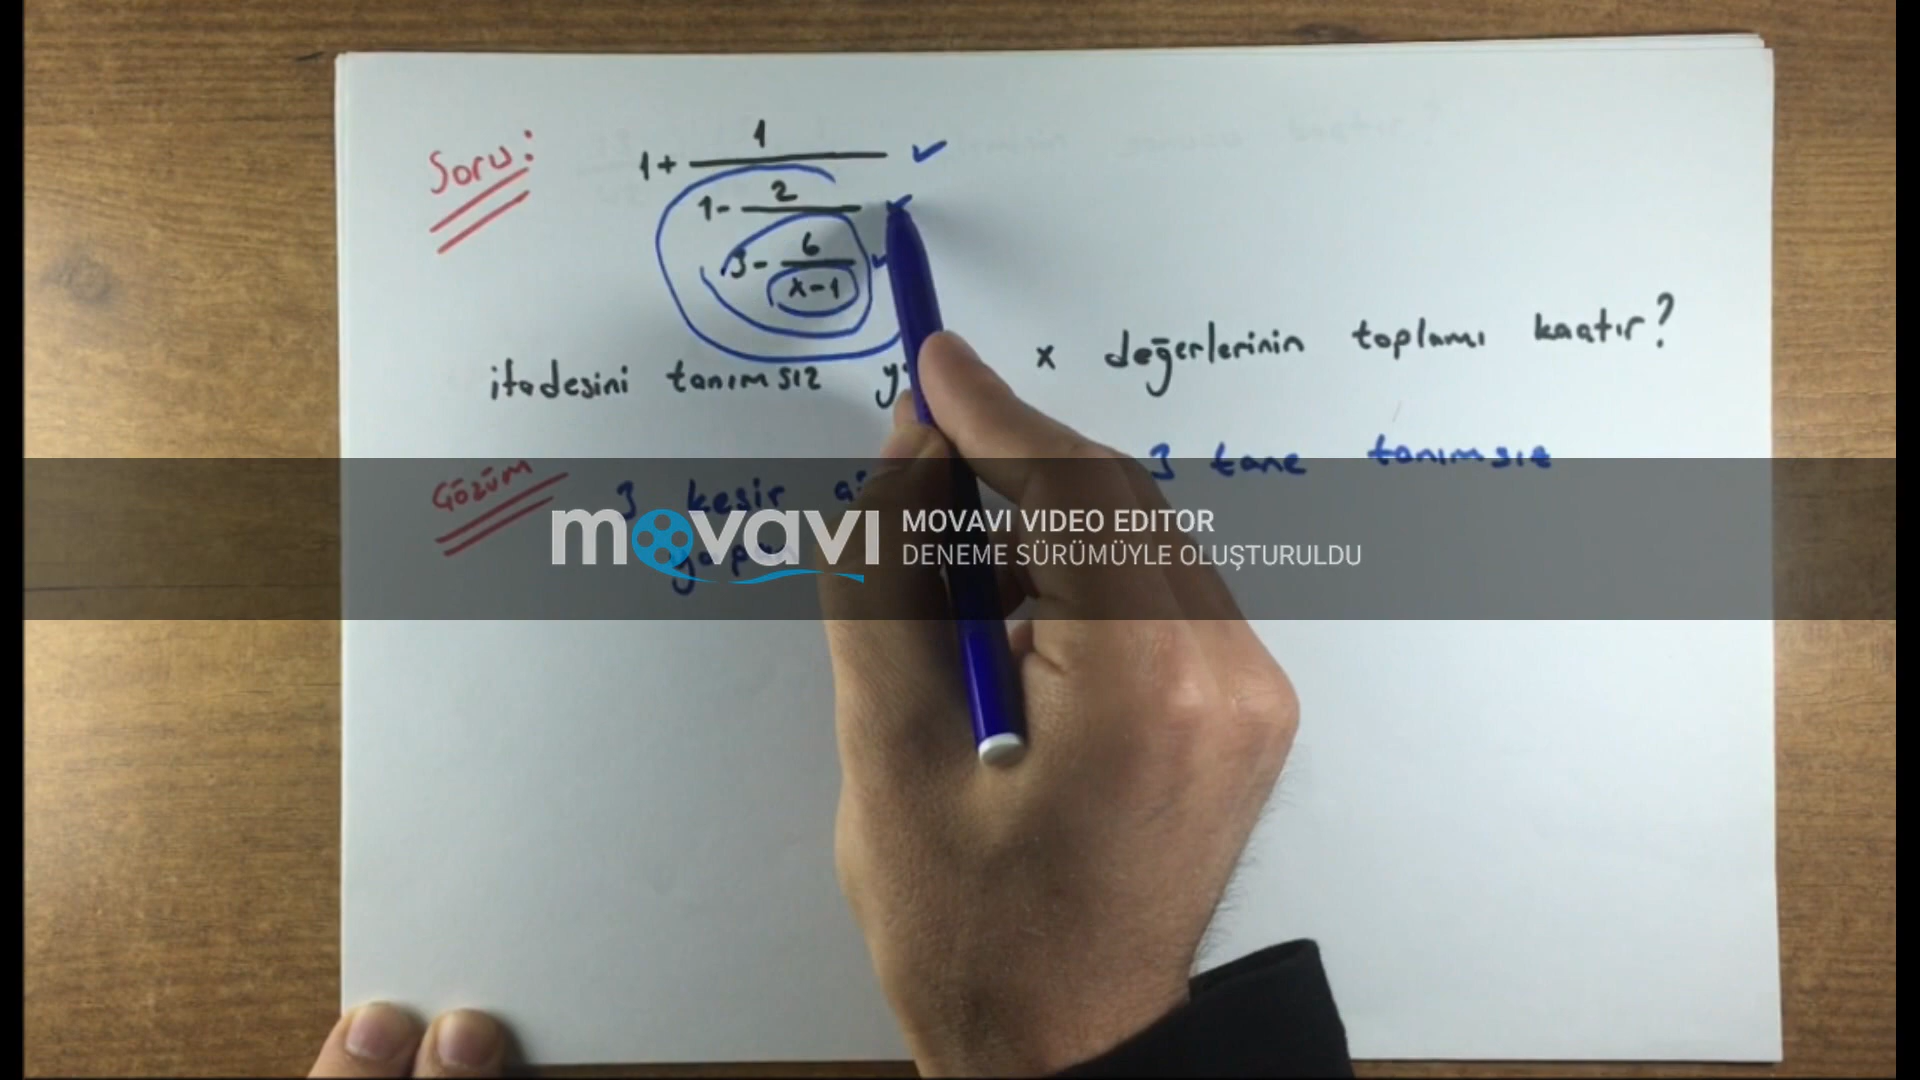 Soru:
1 + 1
1 - 2
3 - 6
x-1
ifadesini tanımsız x değerlerinin toplamı kaçtır?
Çözüm
3 kesir 3 tane tanımsız
yapan
movavi MOVAVI VIDEO EDITOR
DENEME SÜRÜMÜYLE OLUŞTURULDU